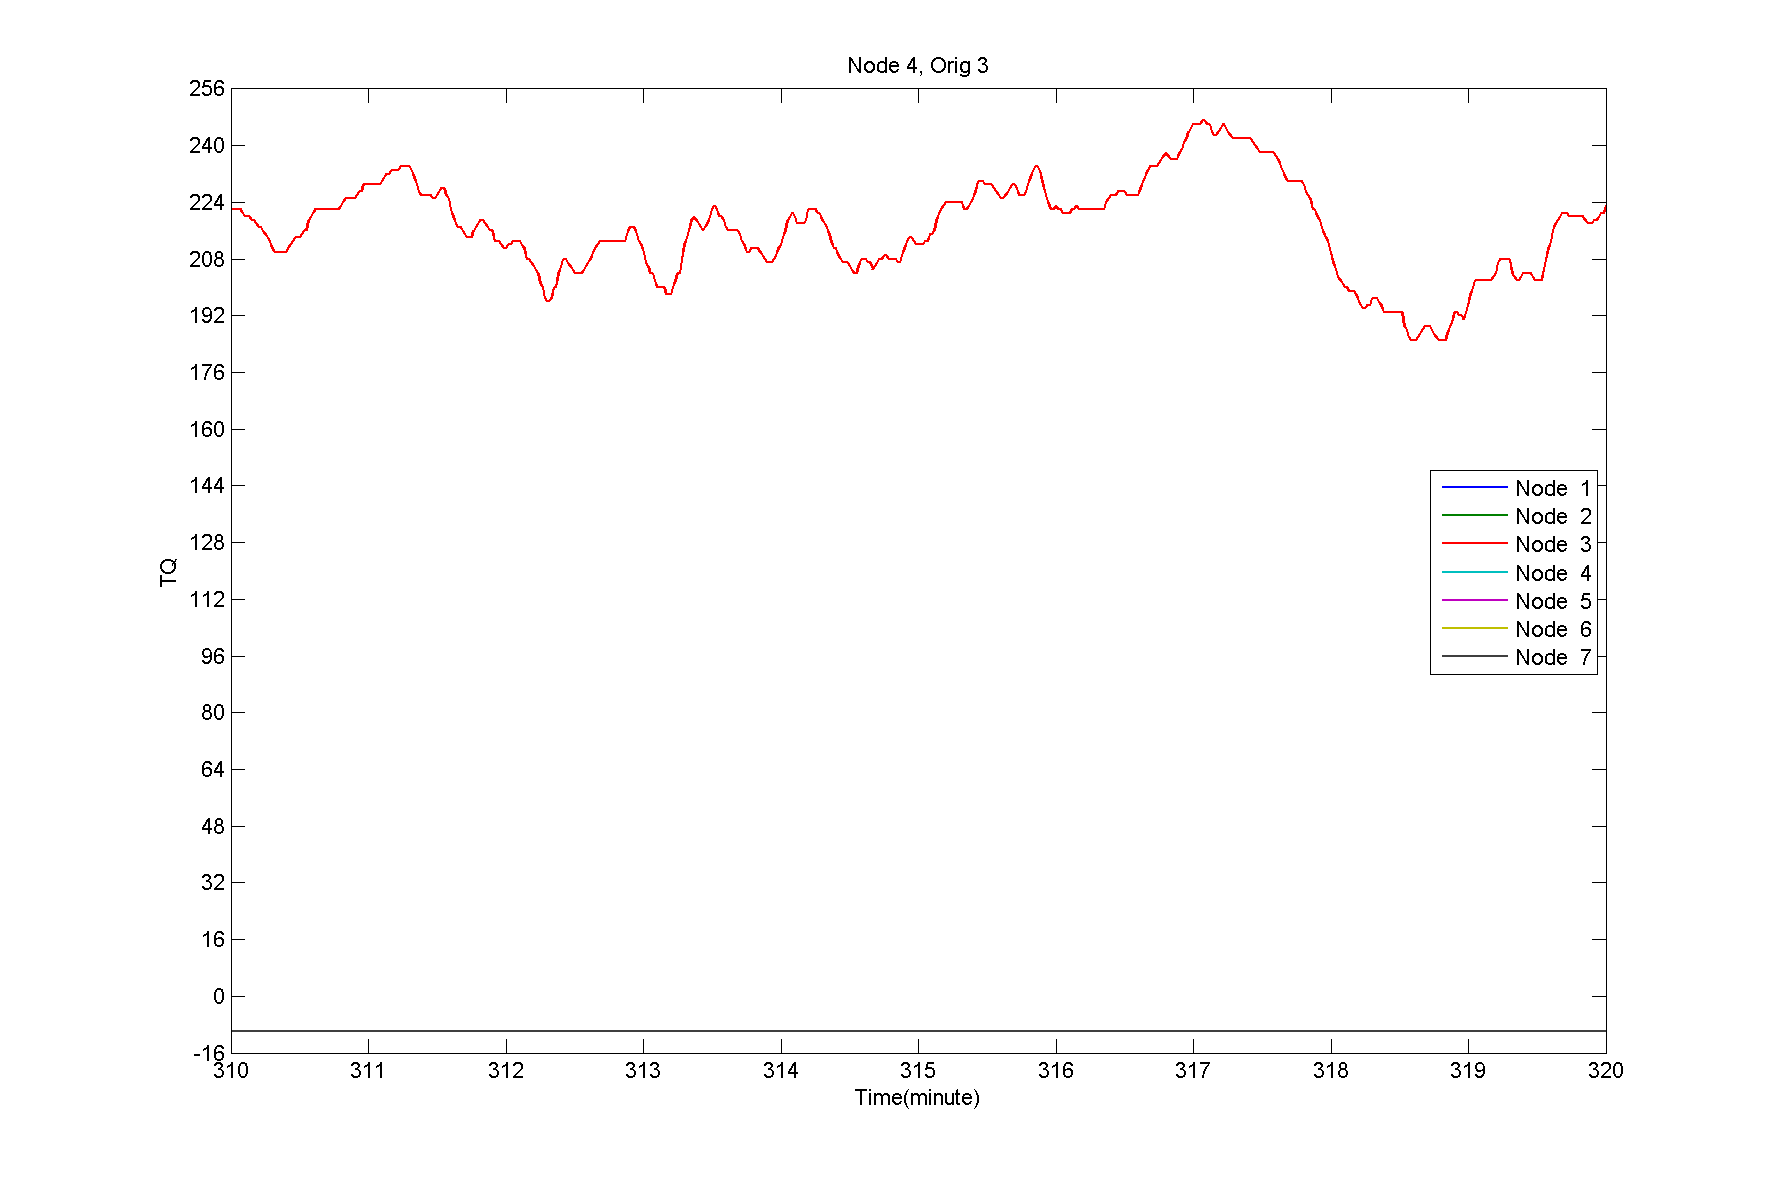 Node 4, Orig 3
256
240
224
208
192
176
160
144
128
112
96
80
64
48
32
16
0
-16
TQ
Node 1
Node 2
Node 3
Node 4
Node 5
Node 6
Node 7
310 311 312 313 314 315 316 317 318 319 320
Time(minute)